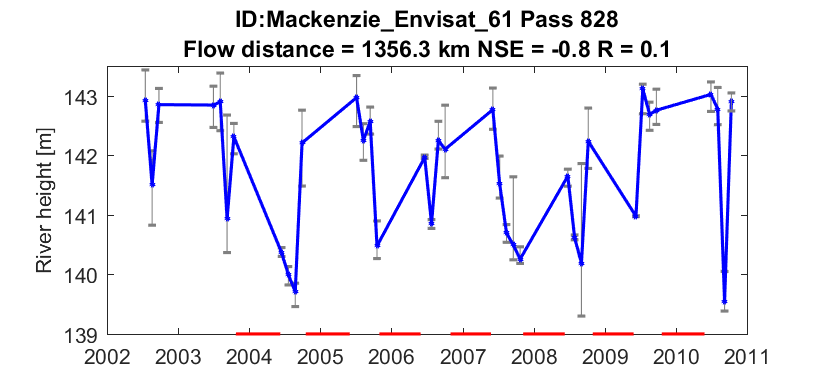 ID:Mackenzie_Envisat_61 Pass 828
Flow distance = 1356.3 km NSE = -0.8 R = 0.1
River height [m]
143
142
141
140
139
2002 2003 2004 2005 2006 2007 2008 2009 2010 2011